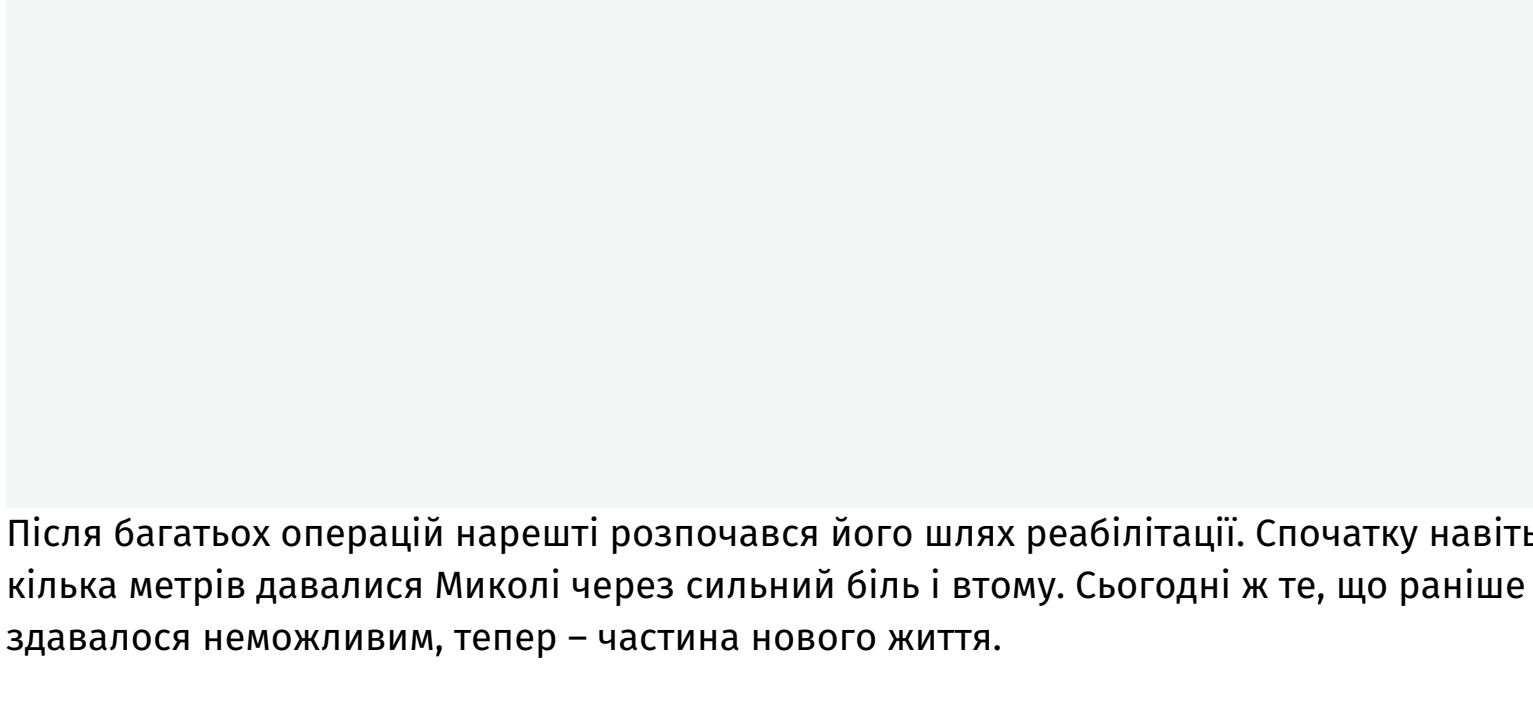 Після багатьох операцій нарешті розпочався його шлях реабілітації. Спочатку навіть
кілька метрів давалися Миколі через сильний біль і втому. Сьогодні ж те, що раніше
здавалося неможливим, тепер – частина нового життя.